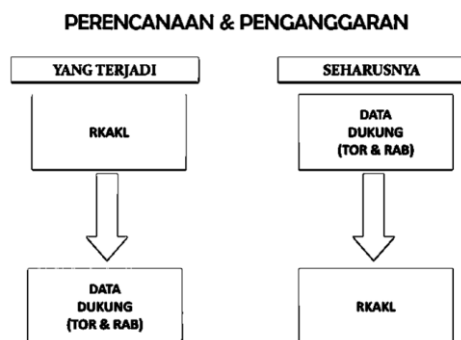 PERENCANAAN & PENGANGGARAN
YANG TERJADI
RKAKL
DATA
DUKUNG
(TOR & RAB)
SEHARUSNYA
DATA
DUKUNG
(TOR & RAB)
RKAKL